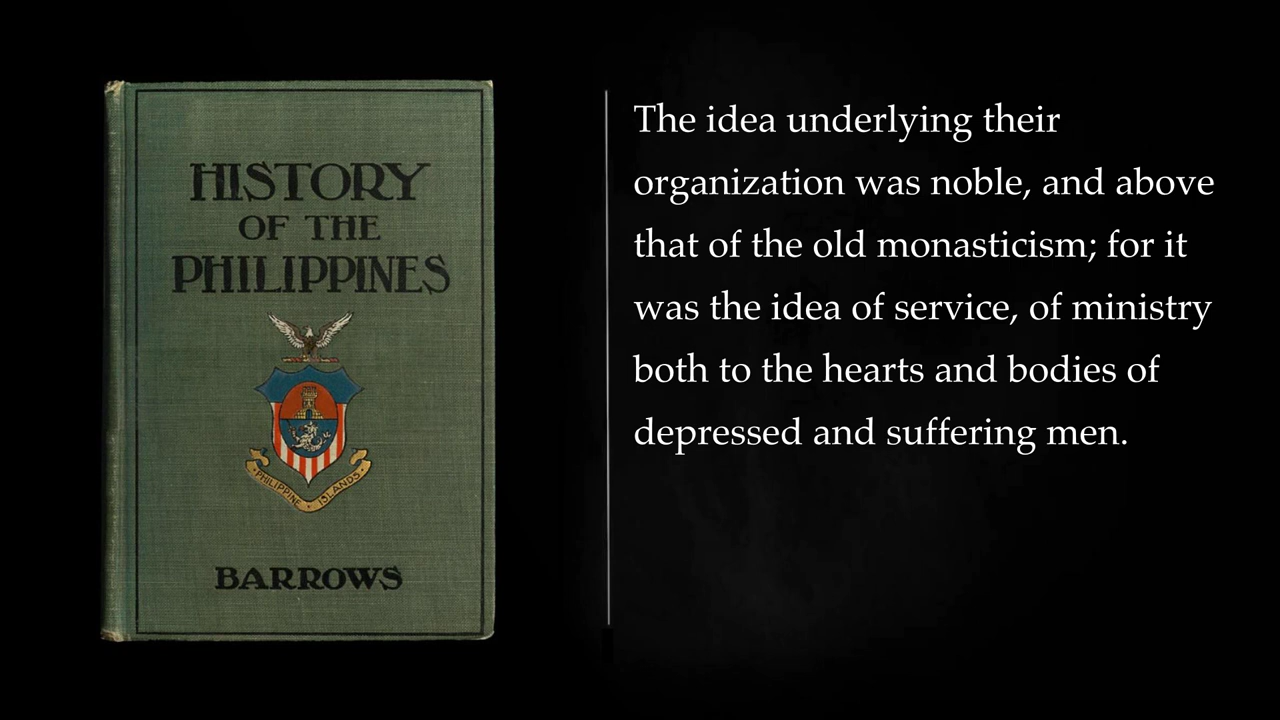 HISTORY
OF THE
PHILIPPINES
PHILIPPINE ISLANDS
BARROWS
The idea underlying their
organization was noble, and above
that of the old monasticism; for it
was the idea of service, of ministry
both to the hearts and bodies of
depressed and suffering men.